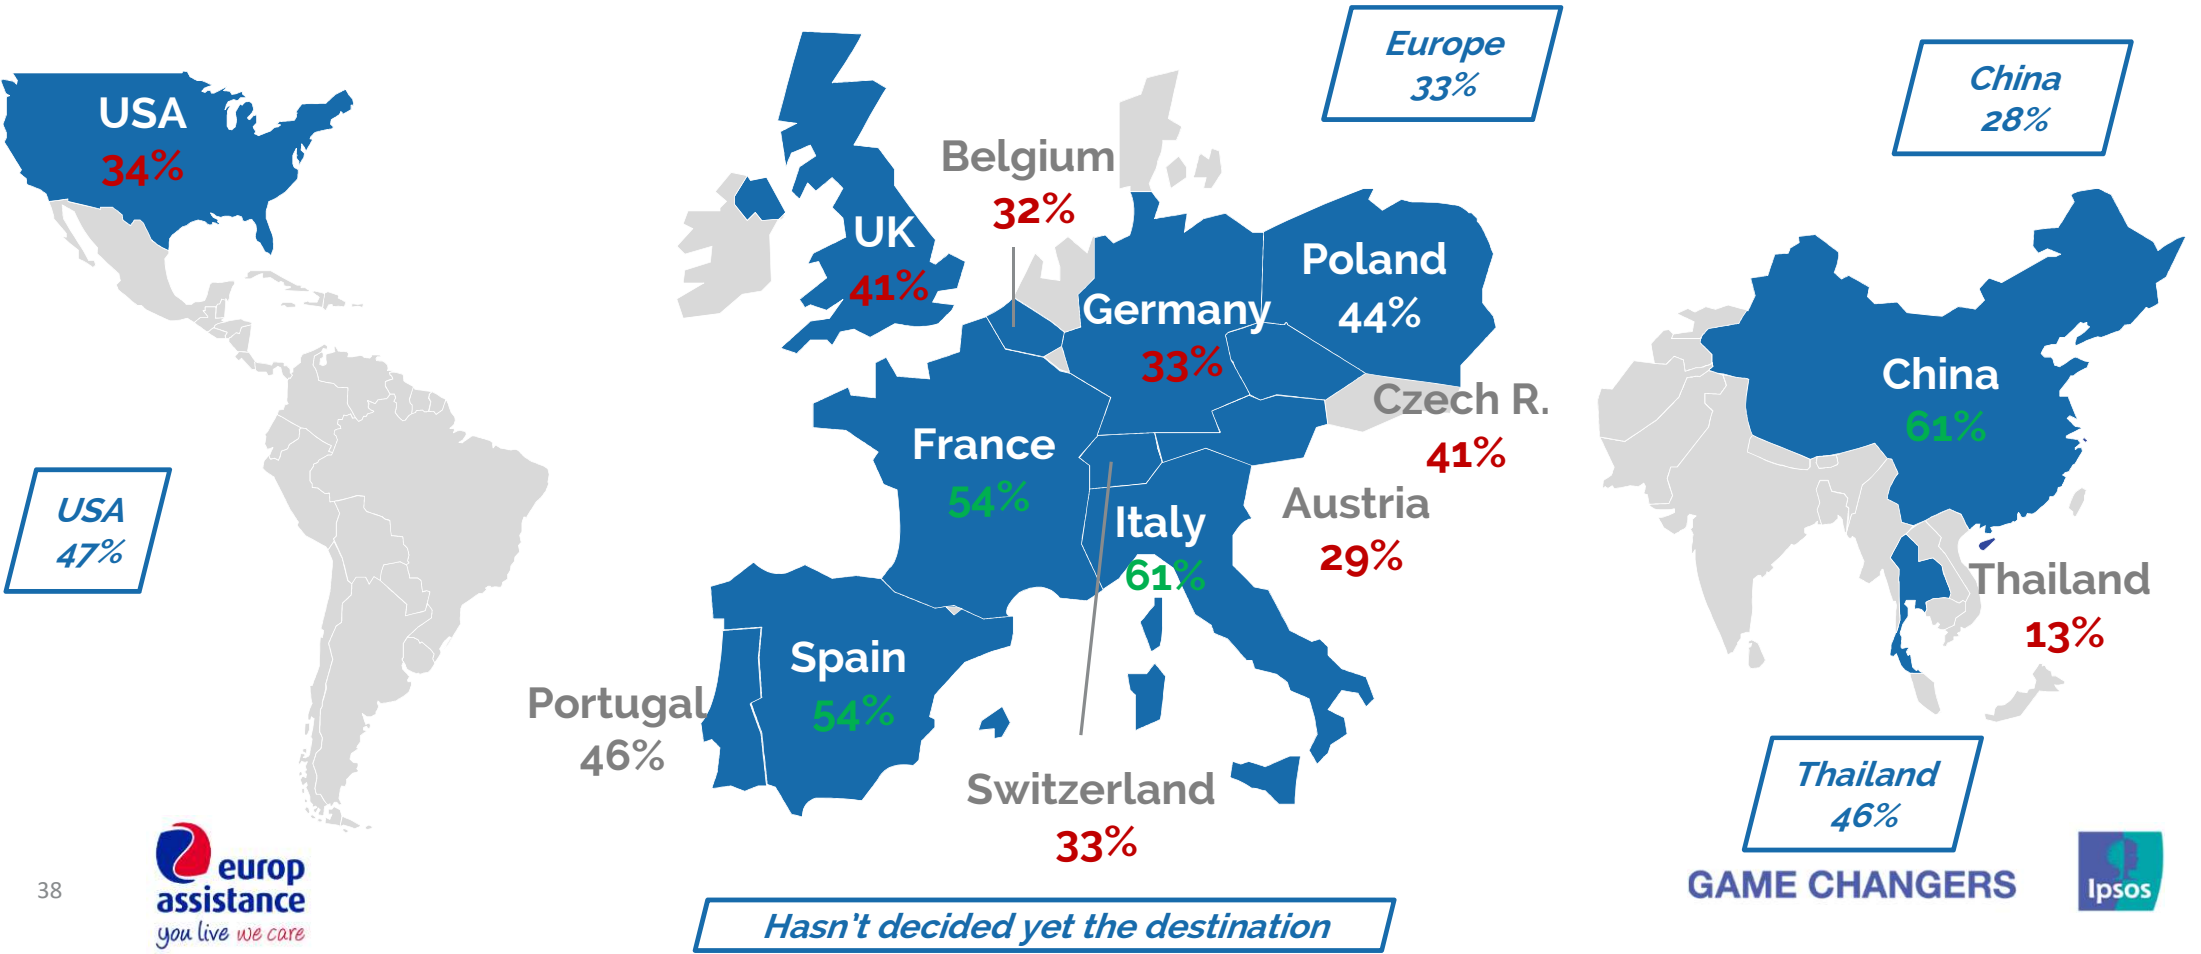 Europe
33%
China
28%
USA
34%
Belgium
32%
UK
41%
Poland
44%
Germany
33%
China
61%
Czech R.
41%
France
54%
USA
47%
Italy
61%
Austria
29%
Thailand
13%
Spain
54%
Portugal
46%
Switzerland
33%
Thailand
46%
38
europ
assistance
you live we care
GAME CHANGERS
Ipsos
Hasn't decided yet the destination